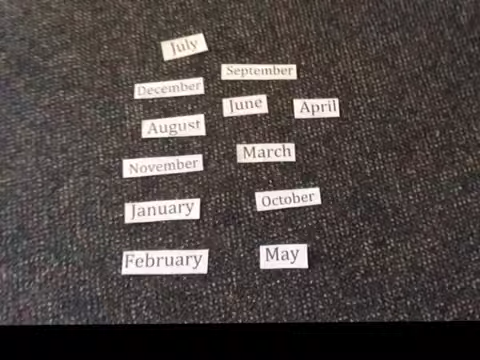 July
September
December
June
April
August
March
November
October
January
May
February